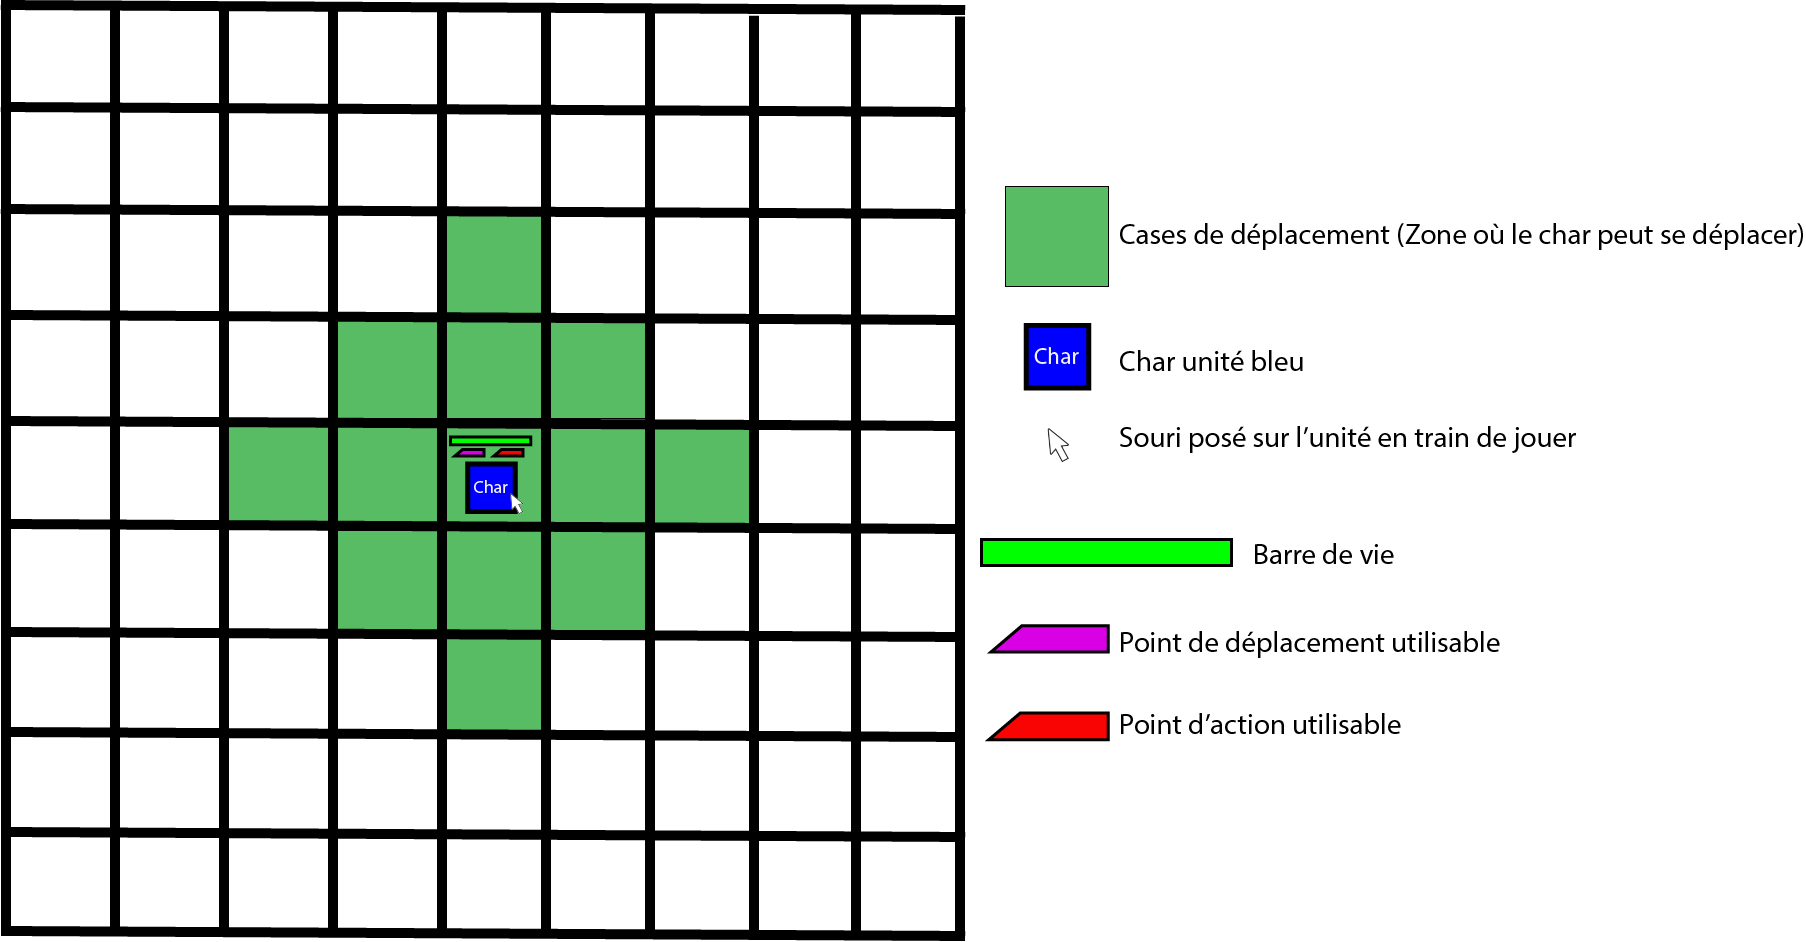 Cases de déplacement (Zone où le char peut se déplacer)
Char
Char unité bleu
Souri posé sur l’unité en train de jouer
Char
Barre de vie
Point de déplacement utilisable
Point d’action utilisable